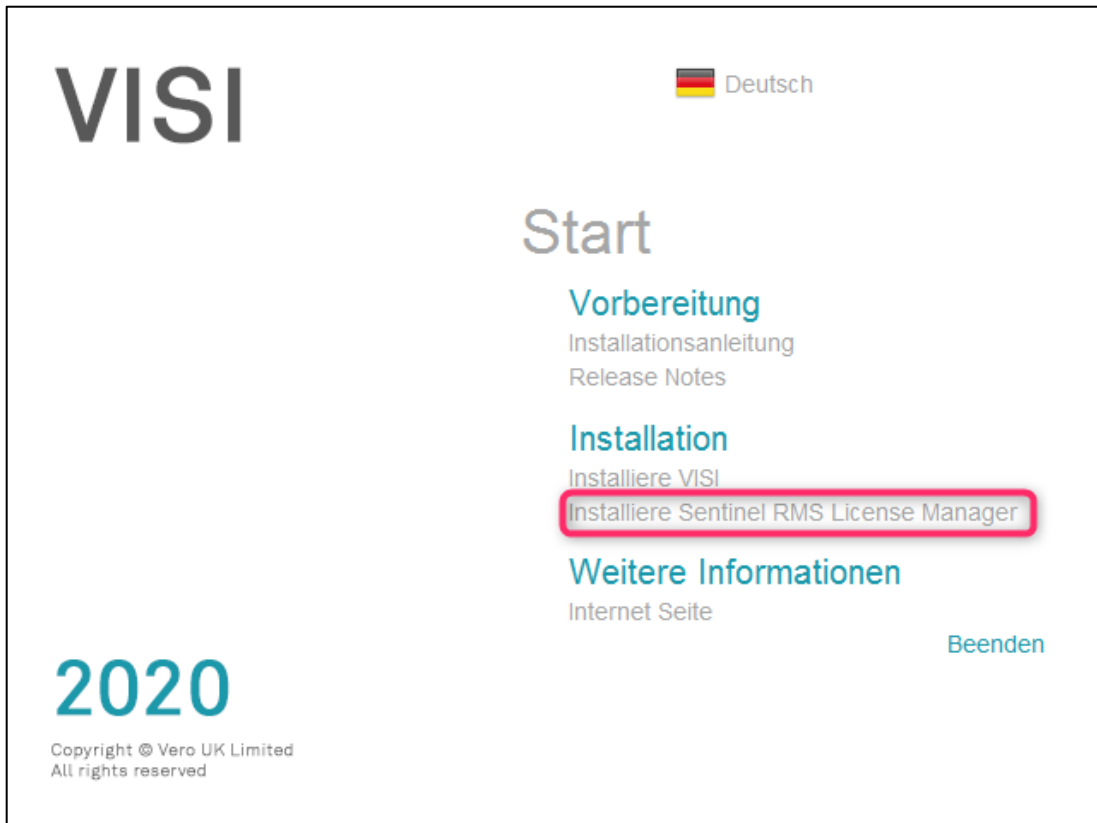 VISI
Deutsch
Start
Vorbereitung
Installationsanleitung
Release Notes
Installation
Installiere VISI
Installiere Sentinel RMS License Manager
Weitere Informationen
Internet Seite
Beenden
2020
Copyright © Vero UK Limited
All rights reserved